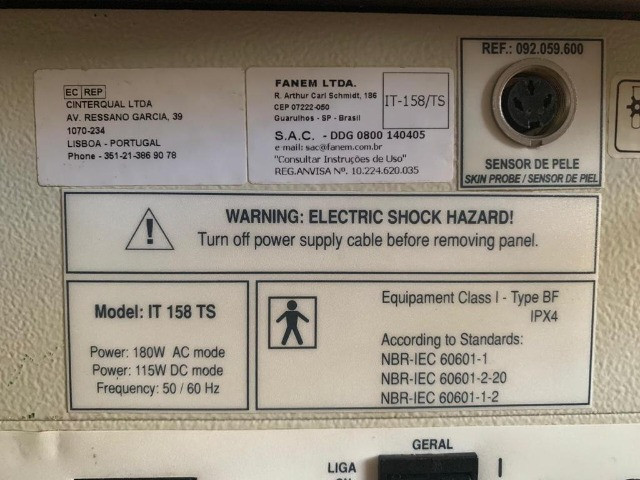 EC REP
CINTERQUAL LTDA
AV. RESSANO GARCIA, 39
1070-234
LISBOA - PORTUGAL
Phone - 351-21-386 90 78
FANEM LTDA.
R. Arthur Carl Schmidt, 186
CEP 07222-050
Guarulhos - SP - Brasil
IT-158/TS
S.A.C. - DDG 0800 140405
e mail: sac@fanem.com.br
"Consultar Instruções de Uso"
REG.ANVISA Nº. 10.224.620.035
REF.: 092.059.600
SENSOR DE PELE
SKIN PROBE / SENSOR DE PIEL
WARNING: ELECTRIC SHOCK HAZARD!
Turn off power supply cable before removing panel.
Model: IT 158 TS
Power: 180W AC mode
Power: 115W DC mode
Frequency: 50 / 60 Hz
Equipament Class I - Type BF
IPX4
According to Standards:
NBR-IEC 60601-1
NBR-IEC 60601-2-20
NBR-IEC 60601-1-2
GERAL
LIGA
I